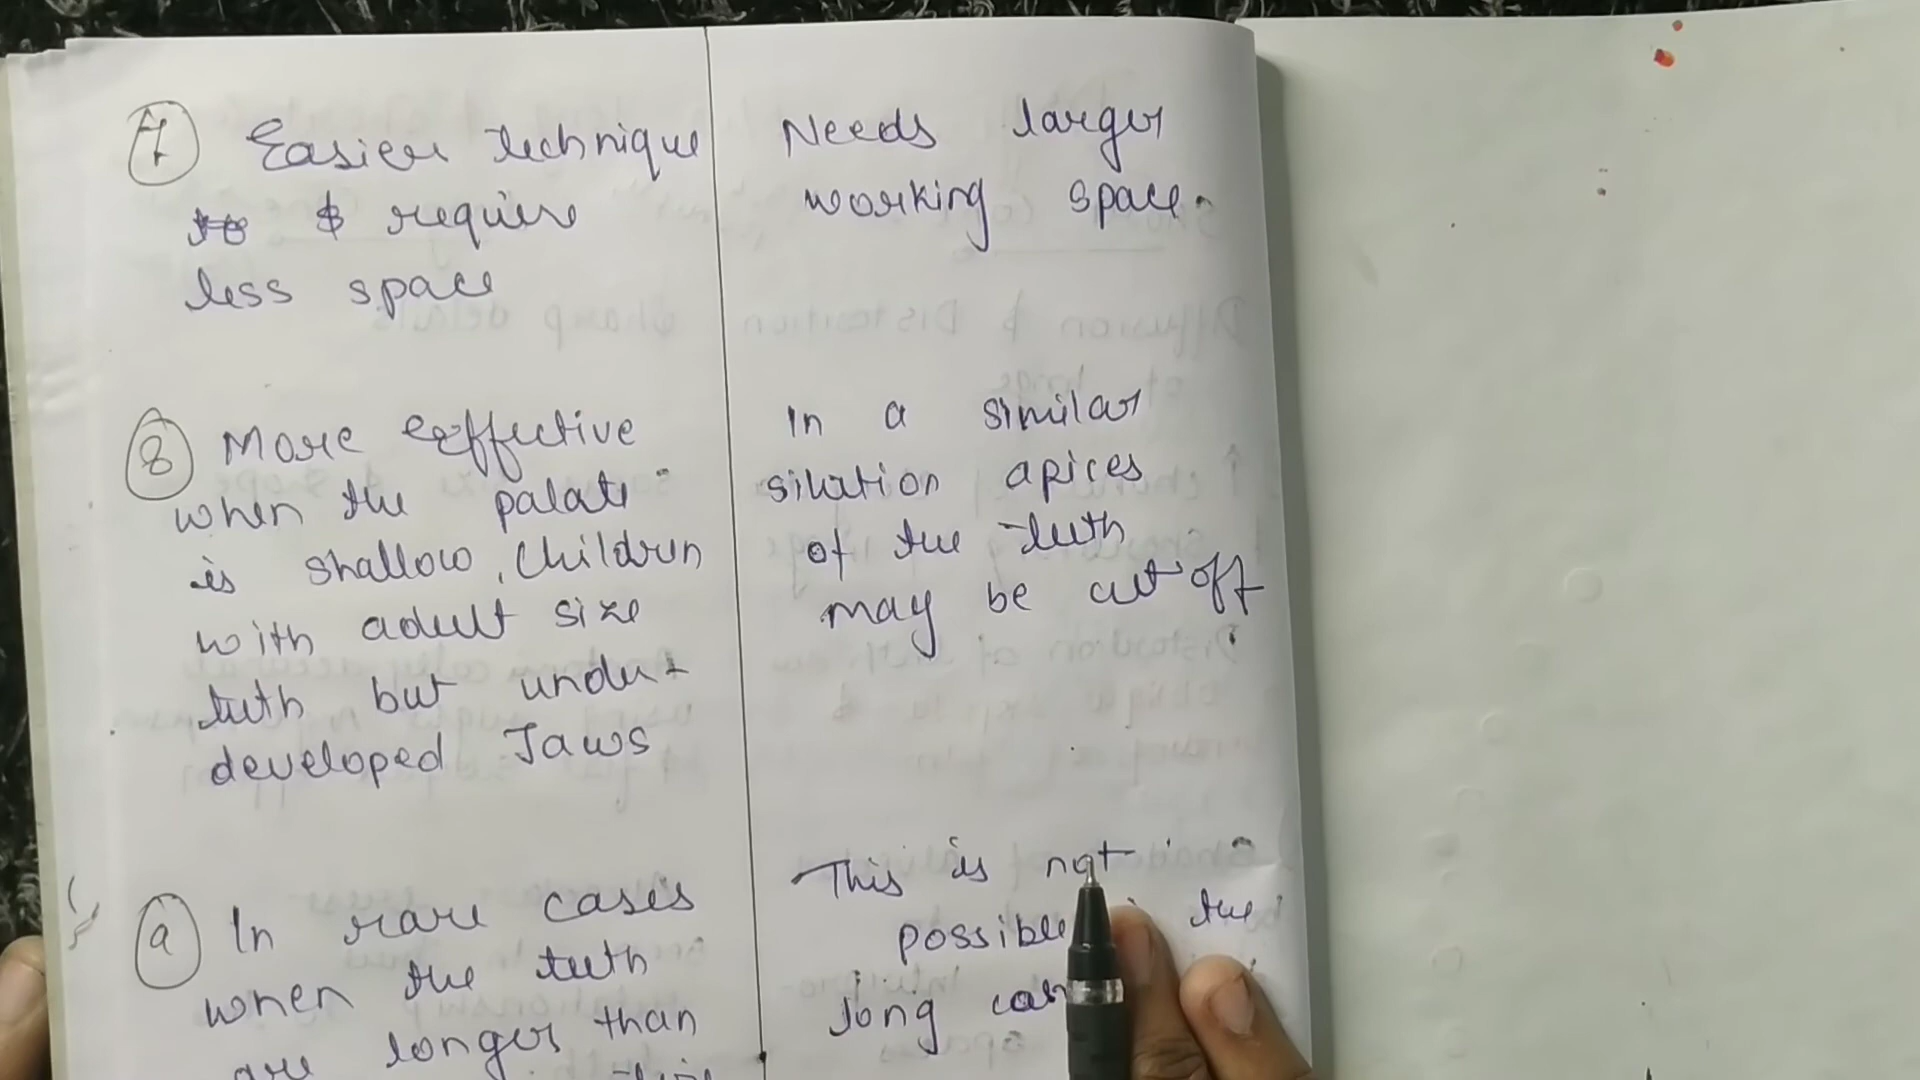 7 Easier technique
& require
less space
Needs larger
working space.
8 More effective
when the palate
is shallow, Children
with adult size
teeth but under
developed Jaws
In a similar
situation apices
of the teeth
may be cut off
9 In rare cases
when the teeth
are longer than
This is not
possible the
long